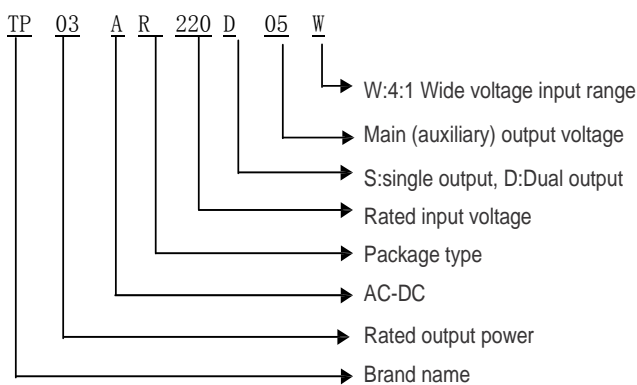 TP 03 A R 220 D 05 W
W:4:1 Wide voltage input range
Main (auxiliary) output voltage
S:single output, D:Dual output
Rated input voltage
Package type
AC-DC
Rated output power
Brand name